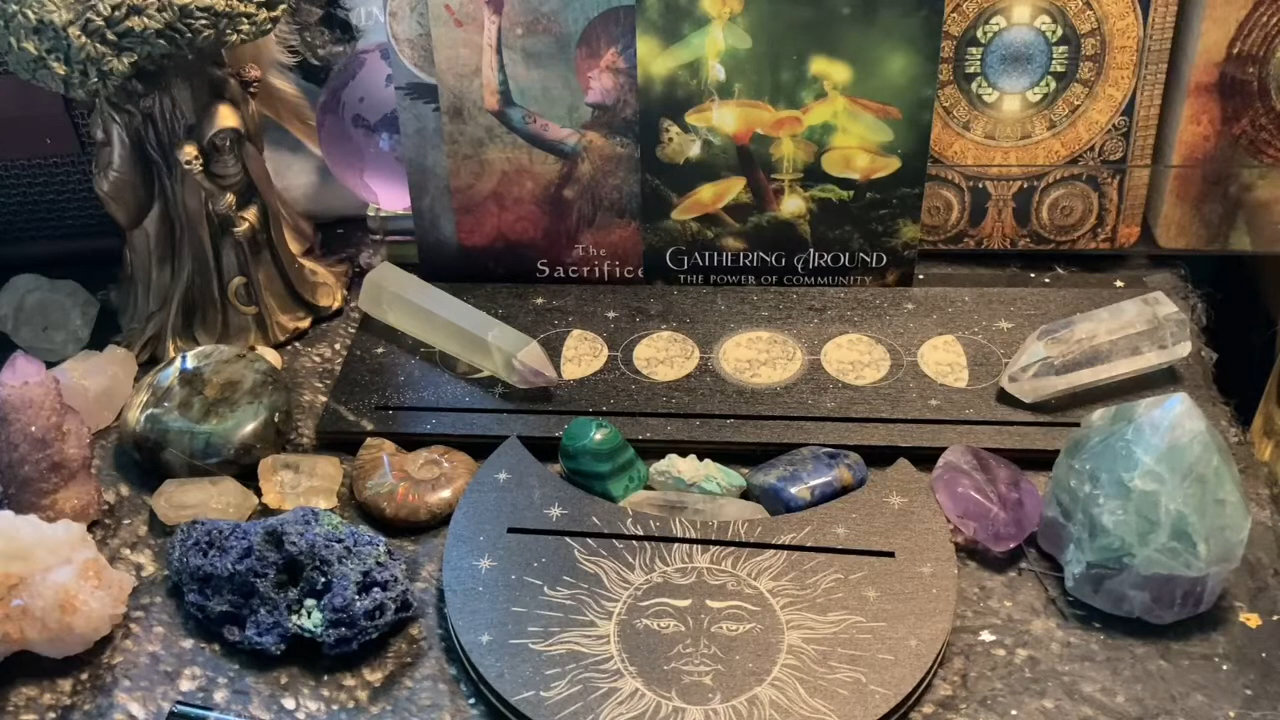 The
Sacrifice
GATHERING AROUND
THE POWER OF COMMUNITY